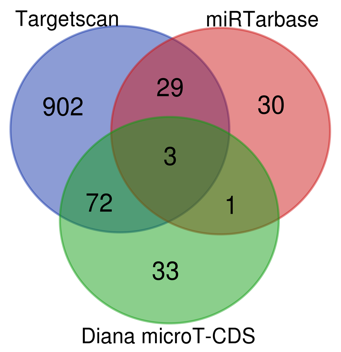 Targetscan miRTarbase
29
902 30
3
72 1
33
Diana microT-CDS